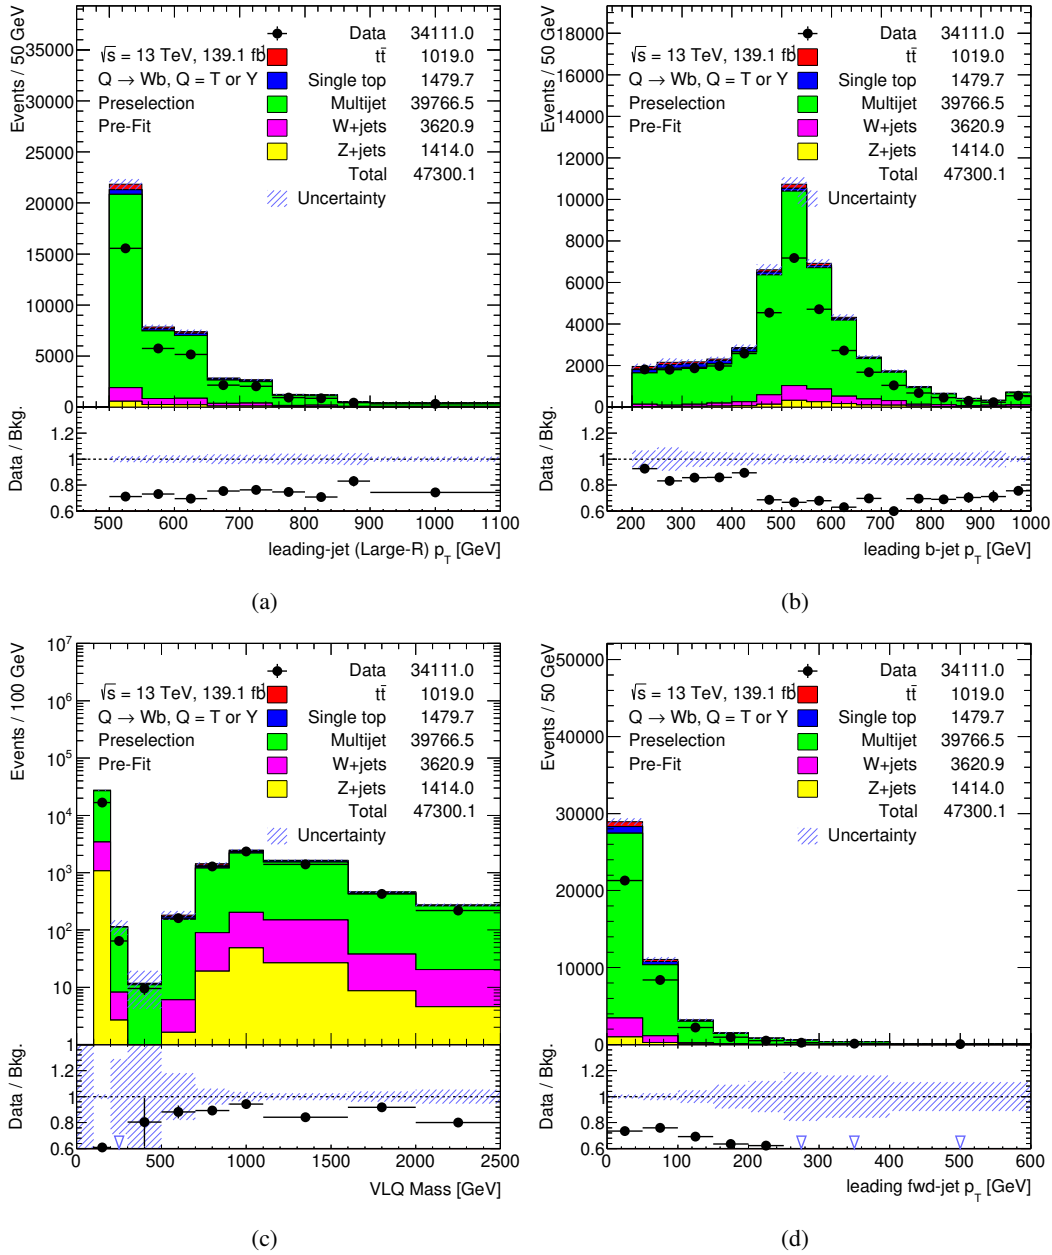 Events / 50 GeV
35000
30000
25000
20000
15000
10000
5000
0
√s = 13 TeV, 139.1 fb
Q → Wb, Q = T or Y
Preselection
Pre-Fit
Data 34111.0
tt̄ 1019.0
Single top 1479.7
Multijet 39766.5
W+jets 3620.9
Z+jets 1414.0
Total 47300.1
Uncertainty
Data / Bkg.
1.2
1
0.8
0.6
500 600 700 800 900 1000 1100
leading-jet (Large-R) p_T [GeV]
(a)
Events / 50 GeV
18000
16000
14000
12000
10000
8000
6000
4000
2000
0
√s = 13 TeV, 139.1 fb
Q → Wb, Q = T or Y
Preselection
Pre-Fit
Data 34111.0
tt̄ 1019.0
Single top 1479.7
Multijet 39766.5
W+jets 3620.9
Z+jets 1414.0
Total 47300.1
Uncertainty
Data / Bkg.
1.2
1
0.8
0.6
200 300 400 500 600 700 800 900 1000
leading b-jet p_T [GeV]
(b)
Events / 100 GeV
10^7
10^6
10^5
10^4
10^3
10^2
10
1
√s = 13 TeV, 139.1 fb
Q → Wb, Q = T or Y
Preselection
Pre-Fit
Data 34111.0
tt̄ 1019.0
Single top 1479.7
Multijet 39766.5
W+jets 3620.9
Z+jets 1414.0
Total 47300.1
Uncertainty
Data / Bkg.
1.2
1
0.8
0.6
0 500 1000 1500 2000 2500
VLQ Mass [GeV]
(c)
Events / 50 GeV
50000
40000
30000
20000
10000
0
√s = 13 TeV, 139.1 fb
Q → Wb, Q = T or Y
Preselection
Pre-Fit
Data 34111.0
tt̄ 1019.0
Single top 1479.7
Multijet 39766.5
W+jets 3620.9
Z+jets 1414.0
Total 47300.1
Uncertainty
Data / Bkg.
1.2
1
0.8
0.6
0 100 200 300 400 500 600
leading fwd-jet p_T [GeV]
(d)